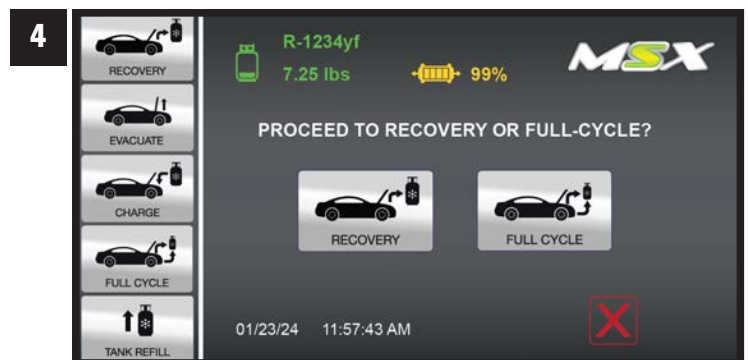 4
RECOVERY
EVACUATE
CHARGE
FULL CYCLE
TANK REFILL
R-1234yf
7.25 lbs
99%
MSX
PROCEED TO RECOVERY OR FULL-CYCLE?
RECOVERY
FULL CYCLE
01/23/24 11:57:43 AM